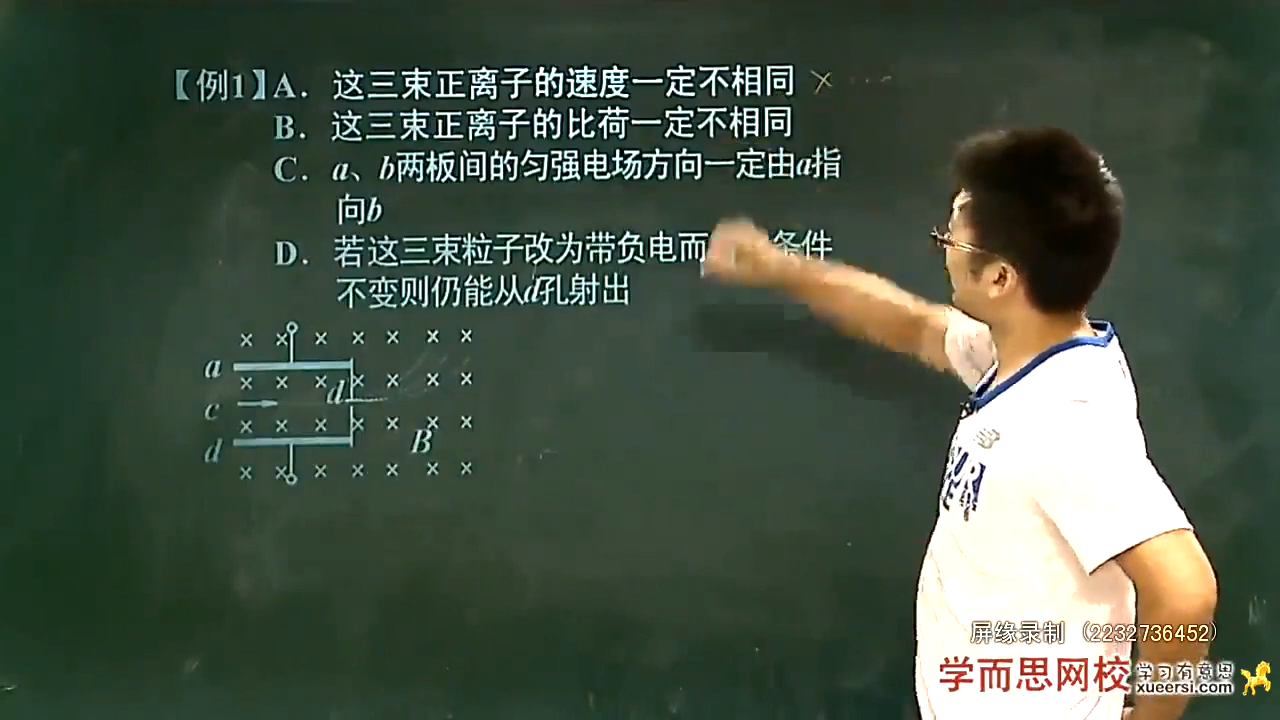 【例1】A. 这三束正离子的速度一定不相同 ×
B. 这三束正离子的比荷一定不相同
C. a、b两板间的匀强电场方向一定由a指
向b
D. 若这三束粒子改为带负电而 条件
不变则仍能从d孔射出
× × × × × × ×
a
× × × × × × ×
d
c
× × × × × × ×
B
d
× × × × × × ×
屏缘录制 (2232736452)
学而思网校 学习有意思
xueersi.com